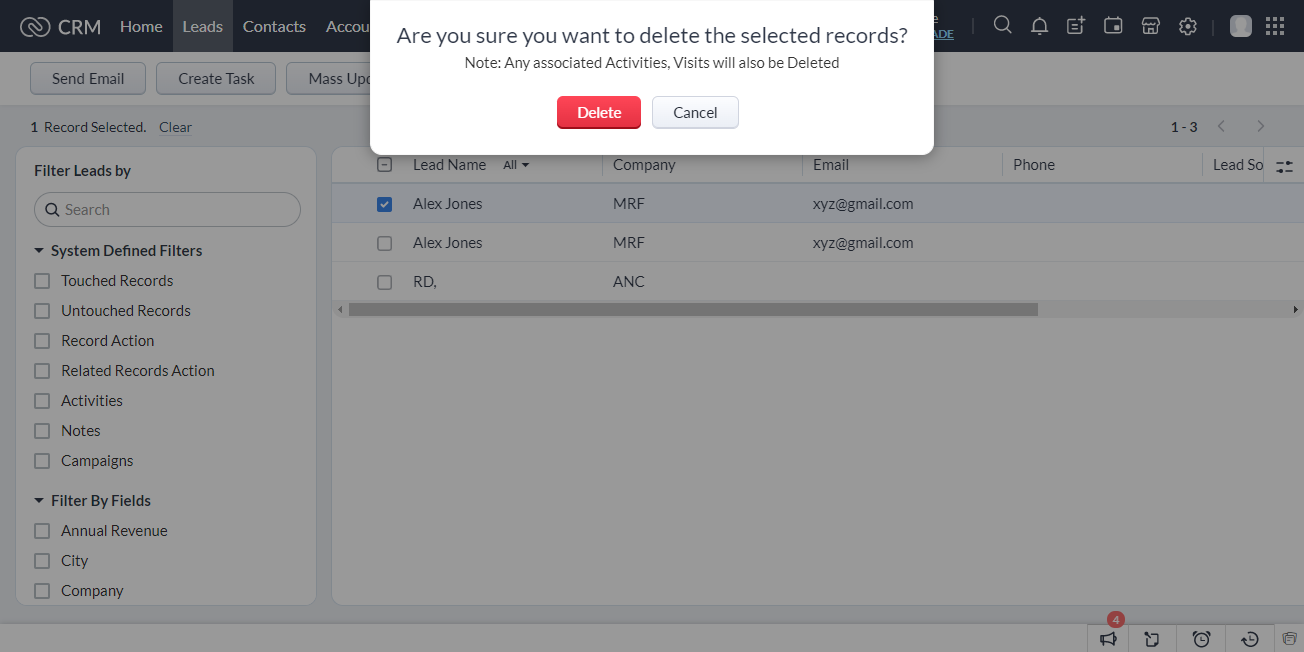 CRM Home Leads Contacts
Are you sure you want to delete the selected records?
Note: Any associated Activities, Visits will also be Deleted
Delete Cancel
Send Email Create Task Mass
1 Record Selected. Clear
1 - 3
Filter Leads by
Search
System Defined Filters
Touched Records
Untouched Records
Record Action
Related Records Action
Activities
Notes
Campaigns
Filter By Fields
Annual Revenue
City
Company
Lead Name All Company Email Phone Lead
Alex Jones MRF xyz@gmail.com
Alex Jones MRF xyz@gmail.com
RD, ANC
4